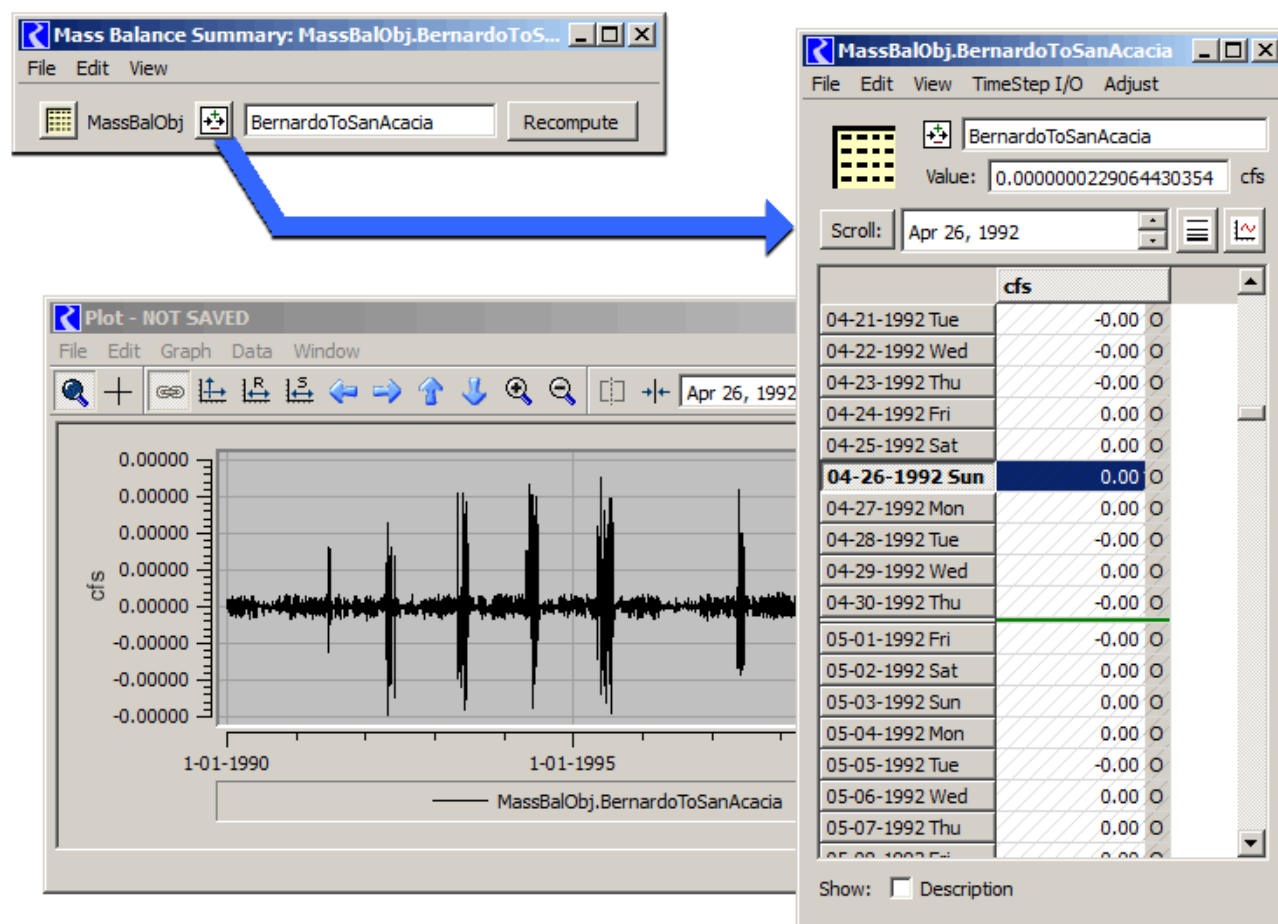 Mass Balance Summary: MassBalObj.BernardoToS...
File Edit View
MassBalObj BernardoToSanAcacia Recompute
MassBalObj.BernardoToSanAcacia
File Edit View TimeStep I/O Adjust
BernardoToSanAcacia
Value: 0.0000000229064430354 cfs
Scroll: Apr 26, 1992
cfs
04-21-1992 Tue -0.00 O
04-22-1992 Wed -0.00 O
04-23-1992 Thu -0.00 O
04-24-1992 Fri 0.00 O
04-25-1992 Sat 0.00 O
04-26-1992 Sun 0.00 O
04-27-1992 Mon 0.00 O
04-28-1992 Tue -0.00 O
04-29-1992 Wed 0.00 O
04-30-1992 Thu -0.00 O
05-01-1992 Fri -0.00 O
05-02-1992 Sat 0.00 O
05-03-1992 Sun 0.00 O
05-04-1992 Mon 0.00 O
05-05-1992 Tue -0.00 O
05-06-1992 Wed 0.00 O
05-07-1992 Thu 0.00 O
Show: Description
Plot - NOT SAVED
File Edit Graph Data Window
R S Apr 26, 1992
0.00000
0.00000
0.00000
0.00000
0.00000
-0.00000
-0.00000
-0.00000
cfs
1-01-1990 1-01-1995
MassBalObj.BernardoToSanAcacia